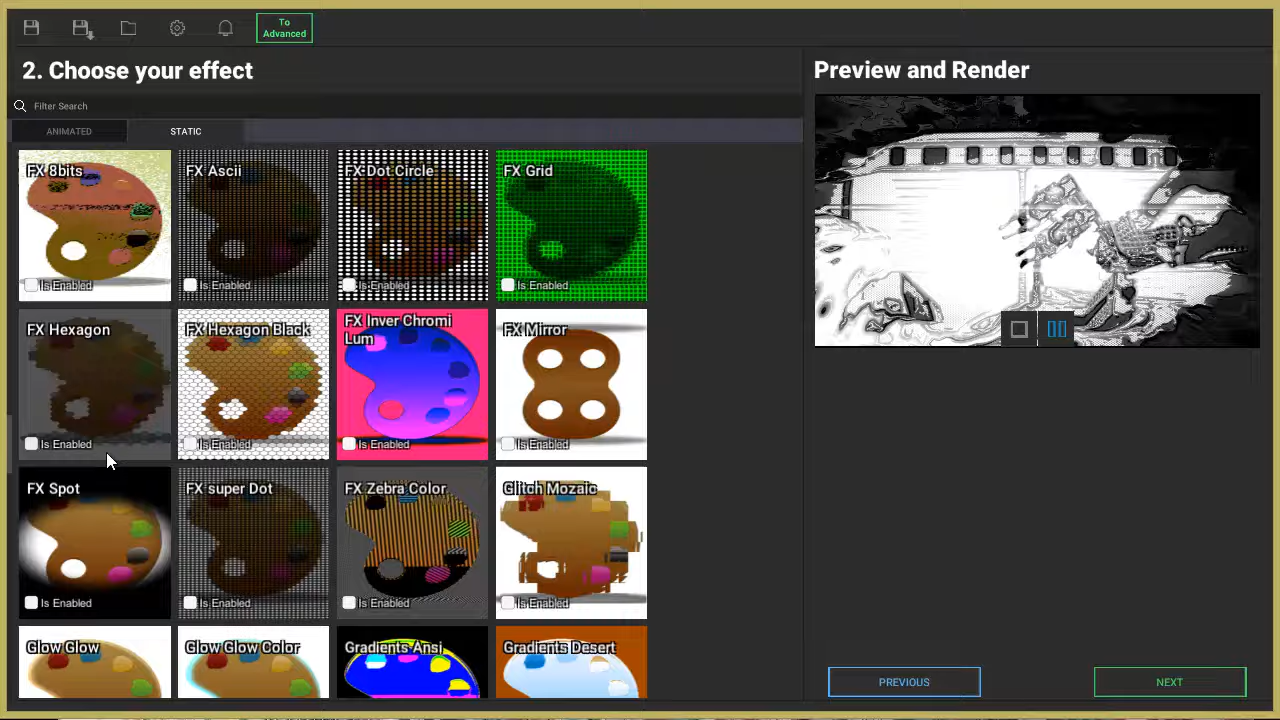 To
Advanced
2. Choose your effect
Preview and Render
Filter Search
ANIMATED
STATIC
FX 8bits
FX Ascii
FX Dot Circle
FX Grid
Is Enabled
Is Enabled
Is Enabled
Is Enabled
FX Hexagon
FX Hexagon Black
FX Inver Chromi
Lum
FX Mirror
Is Enabled
Is Enabled
Is Enabled
Is Enabled
FX Spot
FX super Dot
FX Zebra Color
Glitch Mozaic
Is Enabled
Is Enabled
Is Enabled
Is Enabled
Glow Glow
Glow Glow Color
Gradients Ansi
Gradients Desert
PREVIOUS
NEXT